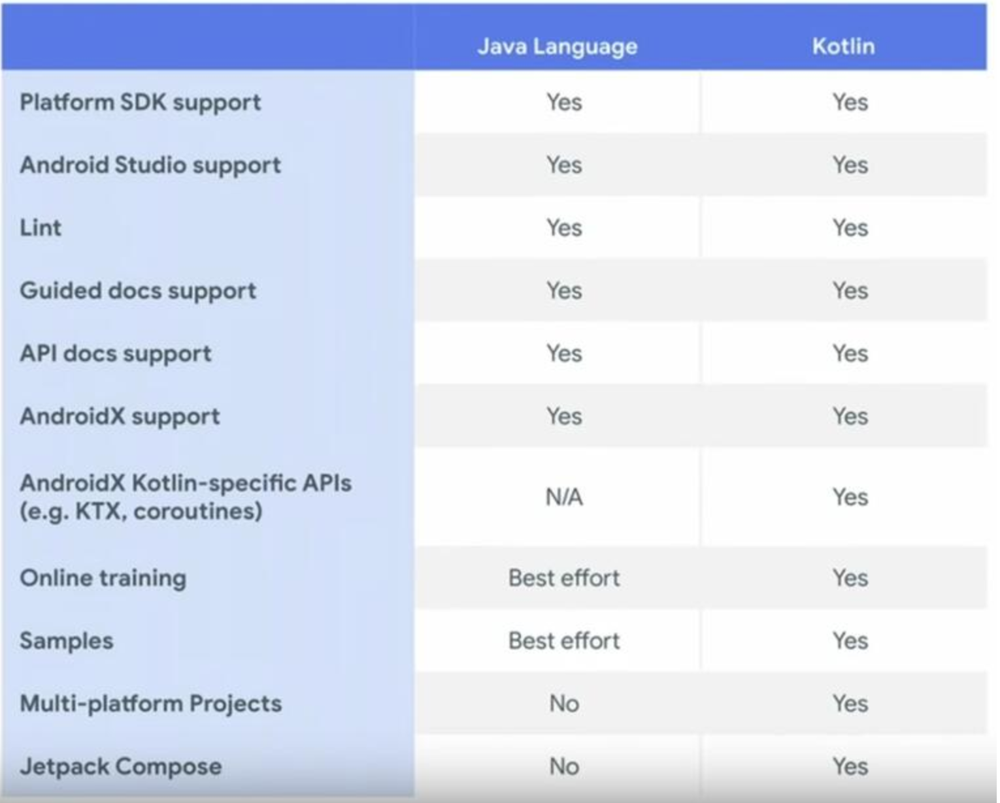 Java Language Kotlin
Platform SDK support Yes Yes
Android Studio support Yes Yes
Lint Yes Yes
Guided docs support Yes Yes
API docs support Yes Yes
AndroidX support Yes Yes
AndroidX Kotlin-specific APIs
(e.g. KTX, coroutines) N/A Yes
Online training Best effort Yes
Samples Best effort Yes
Multi-platform Projects No Yes
Jetpack Compose No Yes